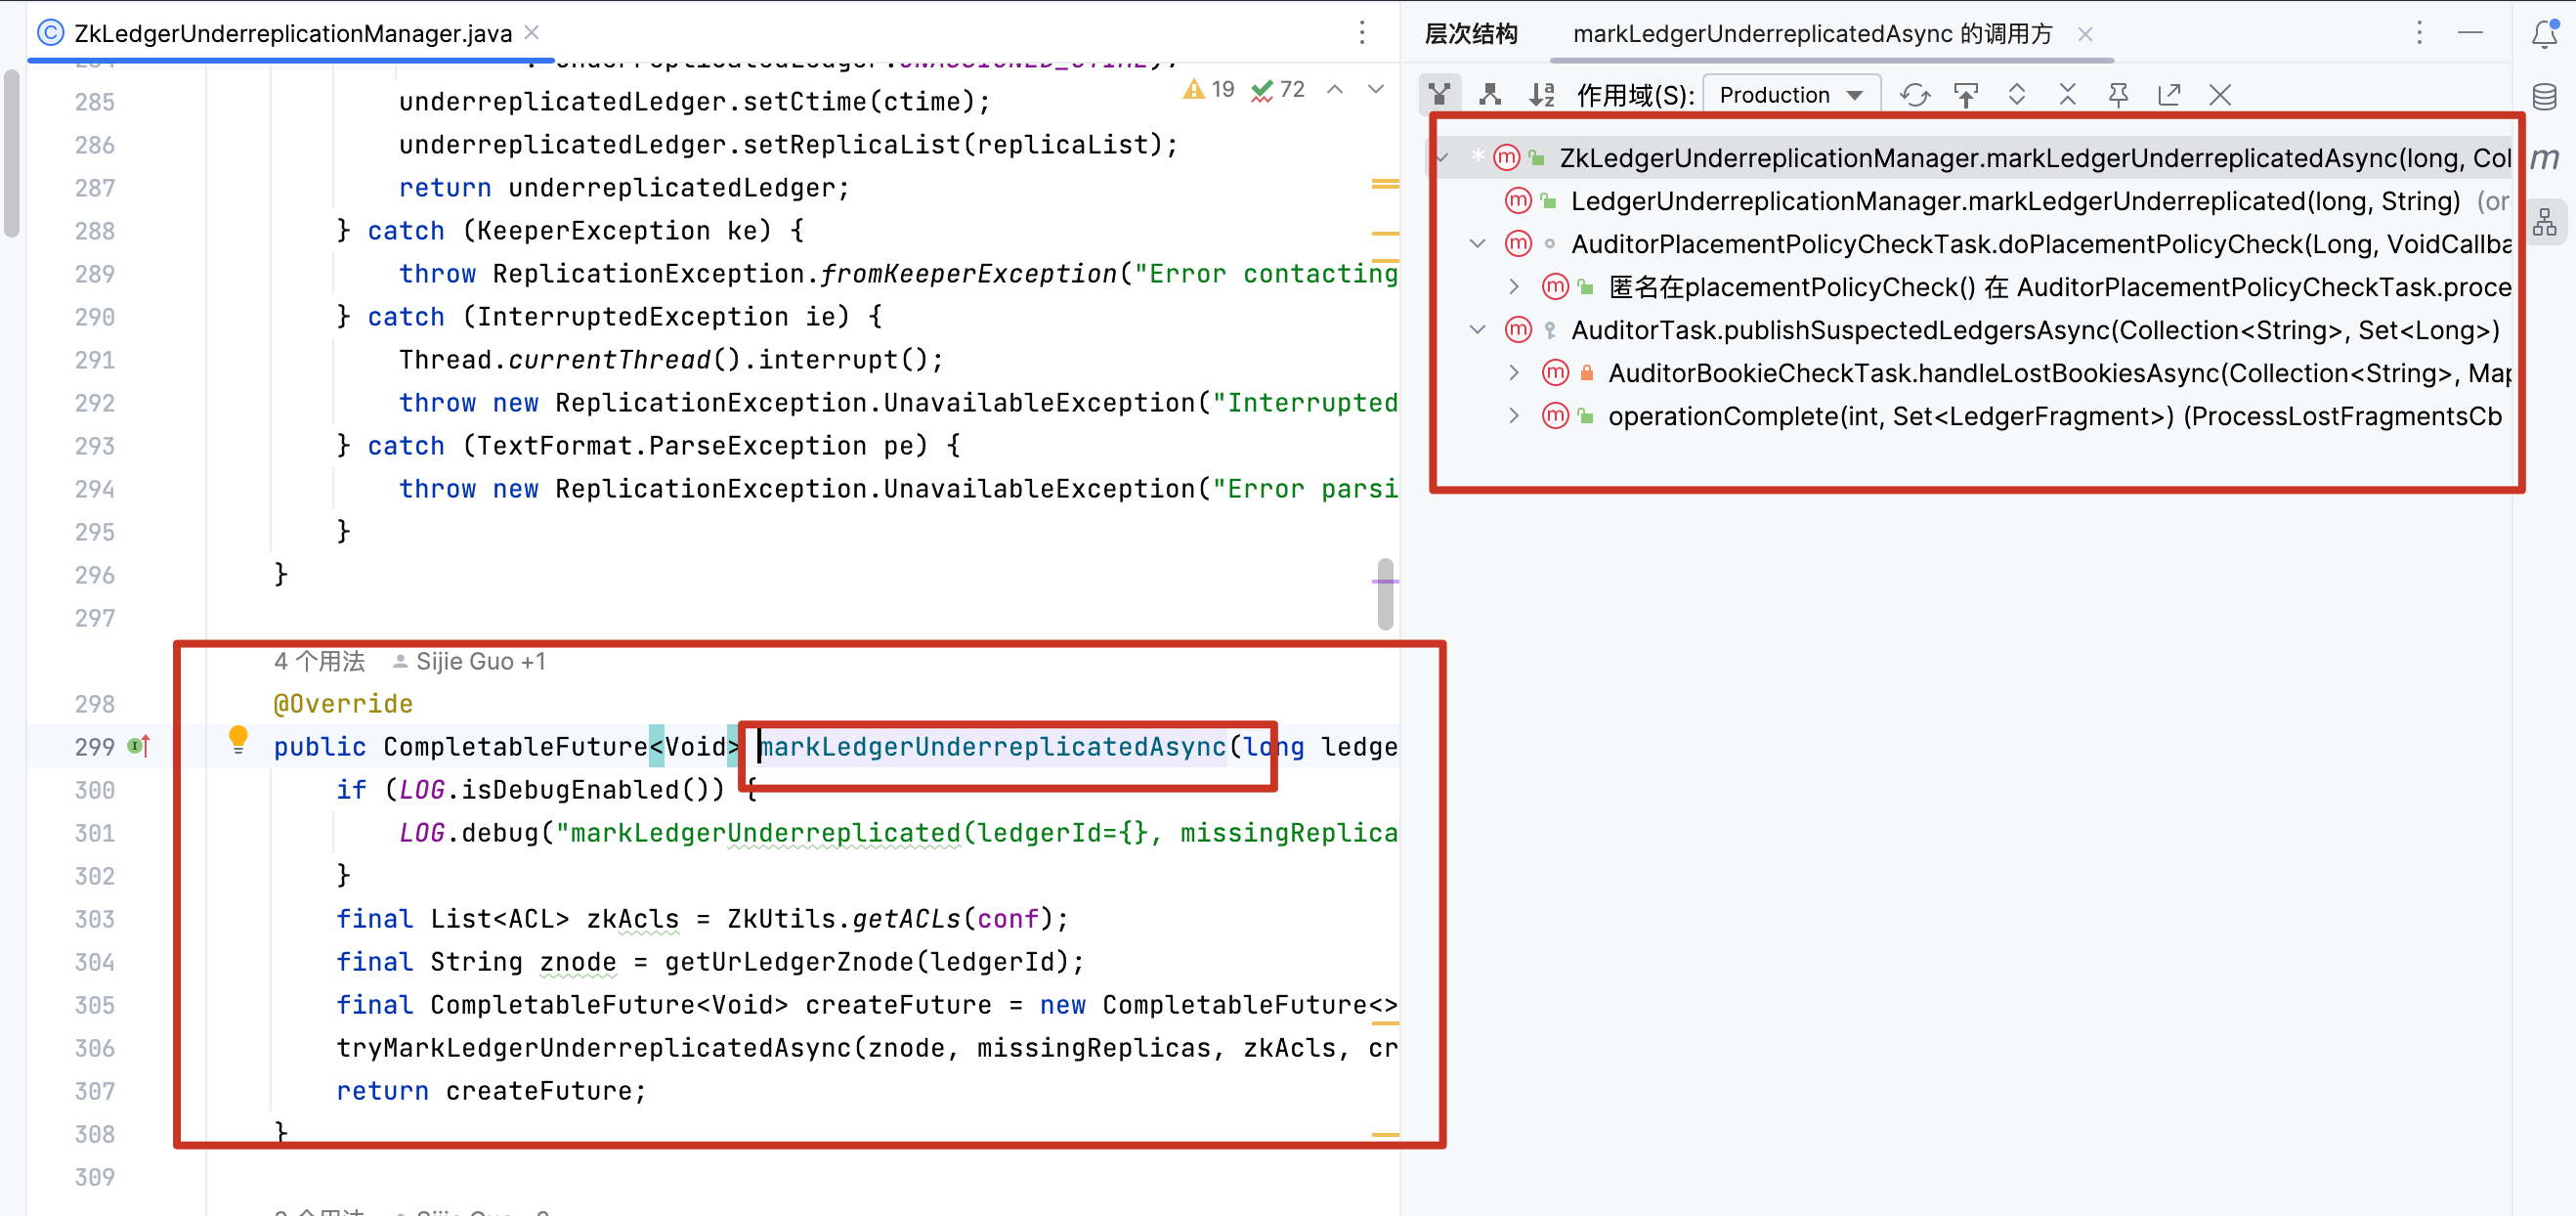 ZkLedgerUnderreplicationManager.java
19 72
285 underreplicatedLedger.setCtime(ctime);
286 underreplicatedLedger.setReplicaList(replicaList);
287 return underreplicatedLedger;
288 } catch (KeeperException ke) {
289 throw ReplicationException.fromKeeperException("Error contacting
290 } catch (InterruptedException ie) {
291 Thread.currentThread().interrupt();
292 throw new ReplicationException.UnavailableException("Interrupted
293 } catch (TextFormat.ParseException pe) {
294 throw new ReplicationException.UnavailableException("Error parsi
295 }
296 }
297
4 个用法 Sijie Guo +1
298 @Override
299 public CompletableFuture<Void> markLedgerUnderreplicatedAsync(long ledge
300 if (LOG.isDebugEnabled()) {
301 LOG.debug("markLedgerUnderreplicated(ledgerId={}, missingReplica
302 }
303 final List<ACL> zkAcls = ZkUtils.getACLs(conf);
304 final String znode = getUrLedgerZnode(ledgerId);
305 final CompletableFuture<Void> createFuture = new CompletableFuture<>
306 tryMarkLedgerUnderreplicatedAsync(znode, missingReplicas, zkAcls, cr
307 return createFuture;
308 }
309
层次结构 markLedgerUnderreplicatedAsync 的调用方
作用域(S): Production
* ZkLedgerUnderreplicationManager.markLedgerUnderreplicatedAsync(long, Col
LedgerUnderreplicationManager.markLedgerUnderreplicated(long, String) (or
AuditorPlacementPolicyCheckTask.doPlacementPolicyCheck(Long, VoidCallba
匿名在placementPolicyCheck() 在 AuditorPlacementPolicyCheckTask.proce
AuditorTask.publishSuspectedLedgersAsync(Collection<String>, Set<Long>)
AuditorBookieCheckTask.handleLostBookiesAsync(Collection<String>, Map
operationComplete(int, Set<LedgerFragment>) (ProcessLostFragmentsCb